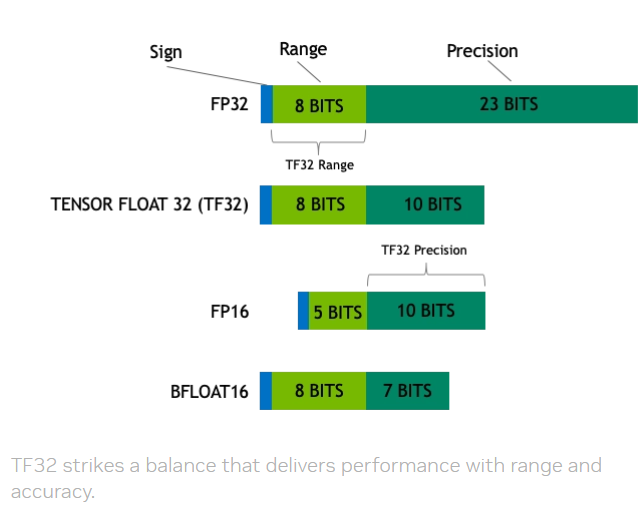 Sign Range Precision
FP32 8 BITS 23 BITS
TF32 Range
TENSOR FLOAT 32 (TF32) 8 BITS 10 BITS
TF32 Precision
FP16 5 BITS 10 BITS
BFLOAT16 8 BITS 7 BITS
TF32 strikes a balance that delivers performance with range and
accuracy.